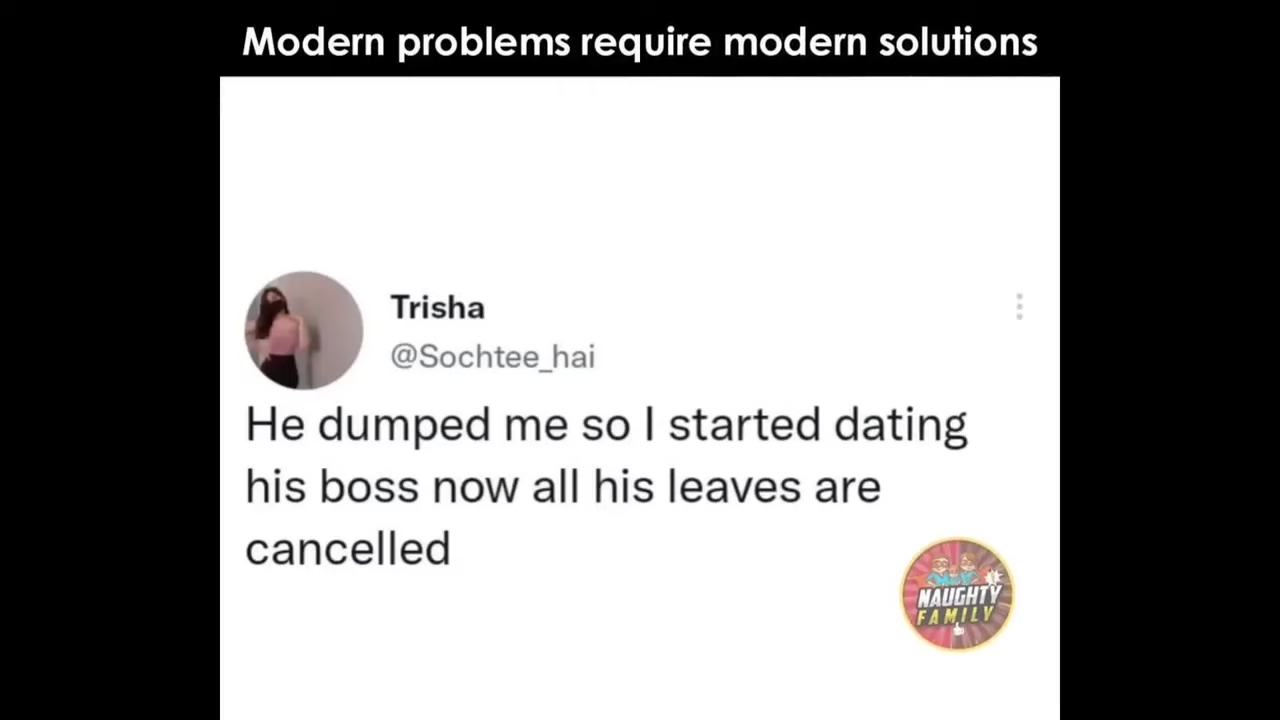 Modern problems require modern solutions
Trisha
@Sochtee_hai
He dumped me so I started dating
his boss now all his leaves are
cancelled
NAUGHTY
FAMILY